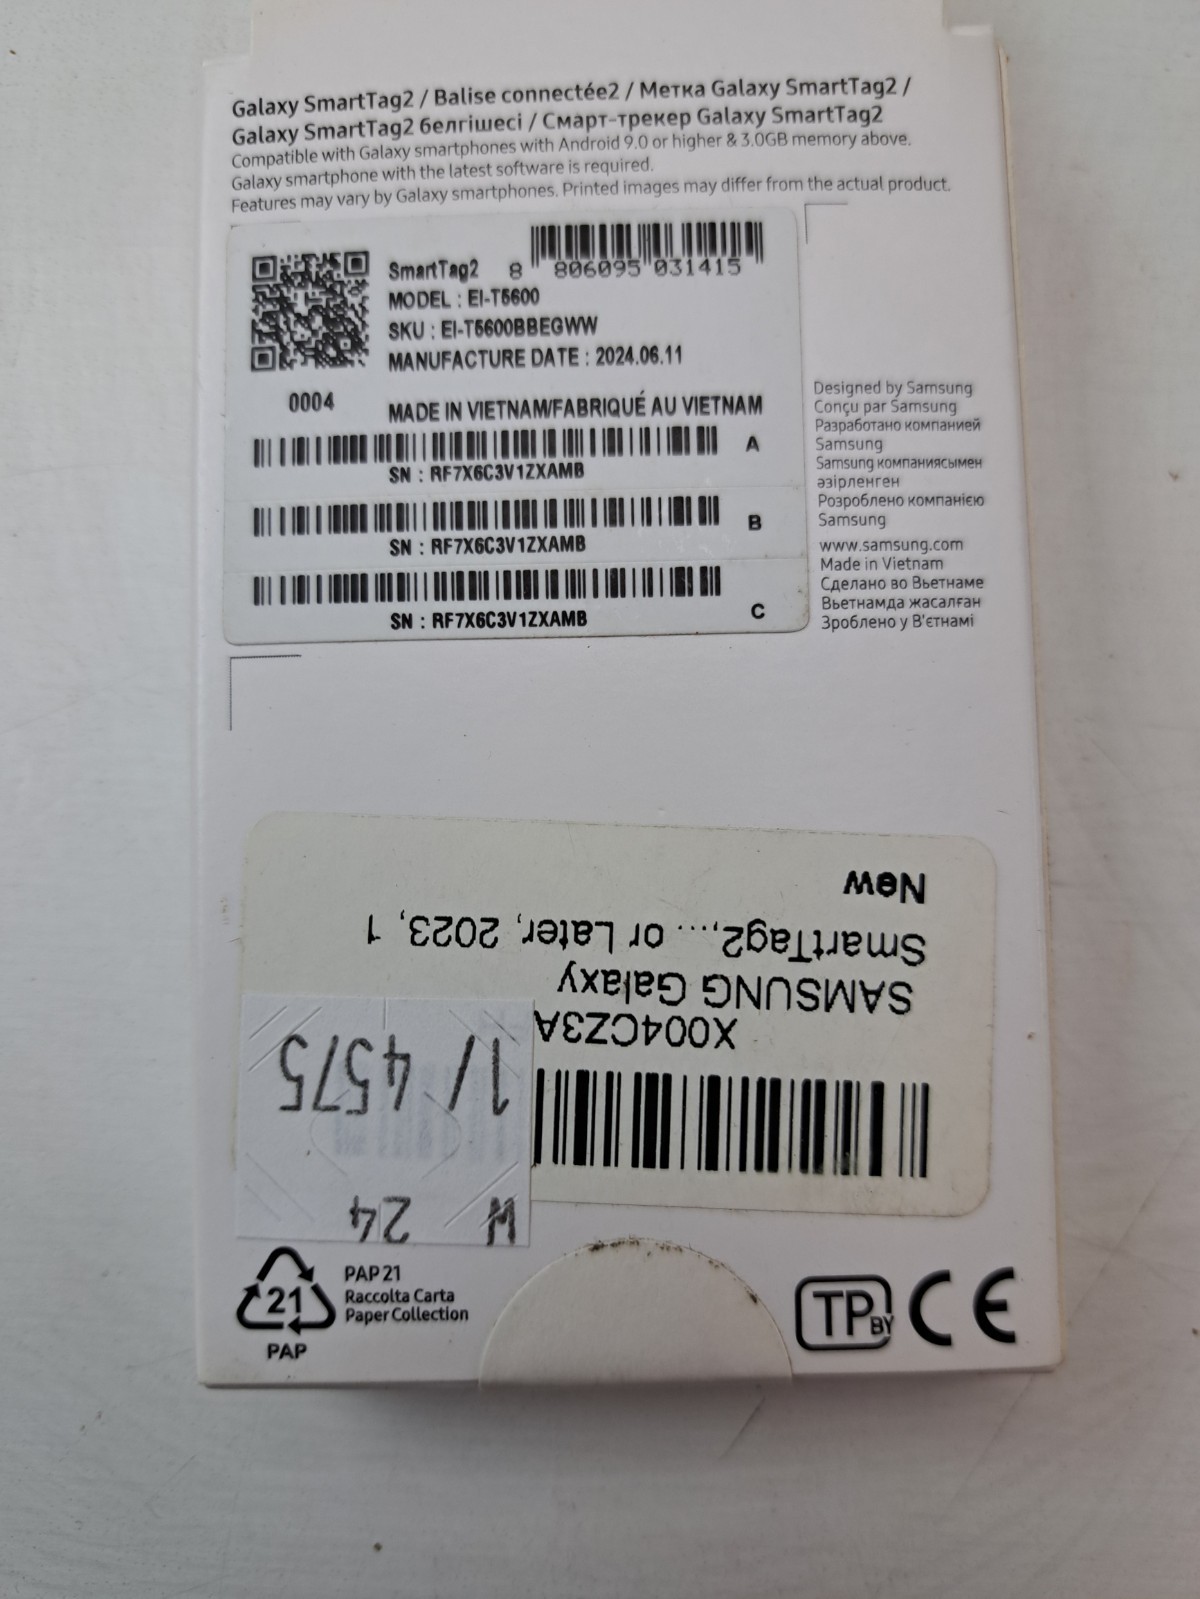 Galaxy SmartTag2 / Balise connectée2 / Метка Galaxy SmartTag2 /
Galaxy SmartTag2 белгішесі / Смарт-трекер Galaxy SmartTag2
Compatible with Galaxy smartphones with Android 9.0 or higher & 3.0GB memory above.
Galaxy smartphone with the latest software is required.
Features may vary by Galaxy smartphones. Printed images may differ from the actual product.
SmartTag2
8 806095 031415
MODEL : EI-T5600
SKU : EI-T5600BBEGWW
MANUFACTURE DATE : 2024.06.11
0004
MADE IN VIETNAM/FABRIQUÉ AU VIETNAM
A
SN : RF7X6C3V1ZXAMB
B
SN : RF7X6C3V1ZXAMB
C
SN : RF7X6C3V1ZXAMB
Designed by Samsung
Conçu par Samsung
Разработано компанией
Samsung
Samsung компаниясымен
әзірленген
Розроблено компанією
Samsung
www.samsung.com
Made in Vietnam
Сделано во Вьетнаме
Вьетнамда жасалған
Зроблено у В'єтнамі
X004CZ3A
SAMSUNG Galaxy
SmartTag2,... or Later, 2023, 1
New
W 24
1/4575
21
PAP
PAP 21
Raccolta Carta
Paper Collection
TP BY
CE